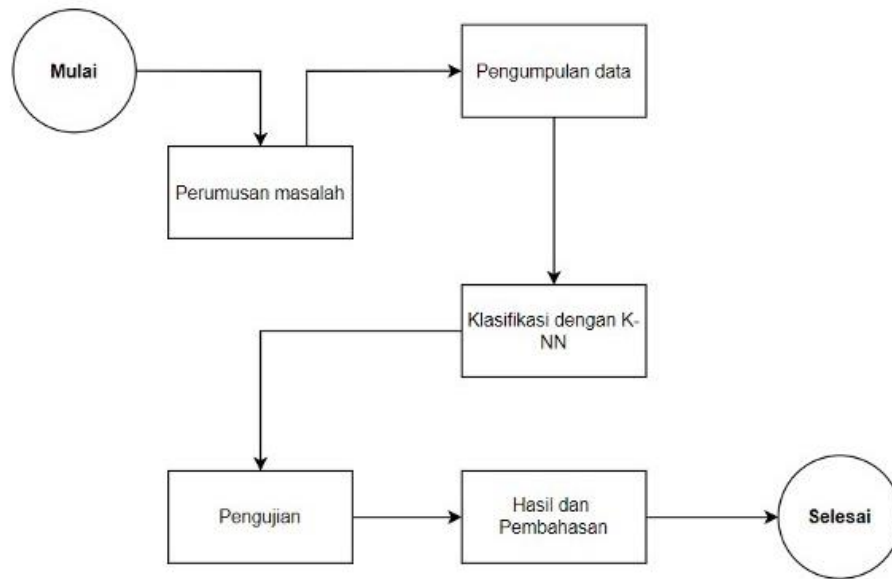 Mulai
Pengumpulan data
Perumusan masalah
Klasifikasi dengan K-
NN
Pengujian
Hasil dan
Pembahasan
Selesai